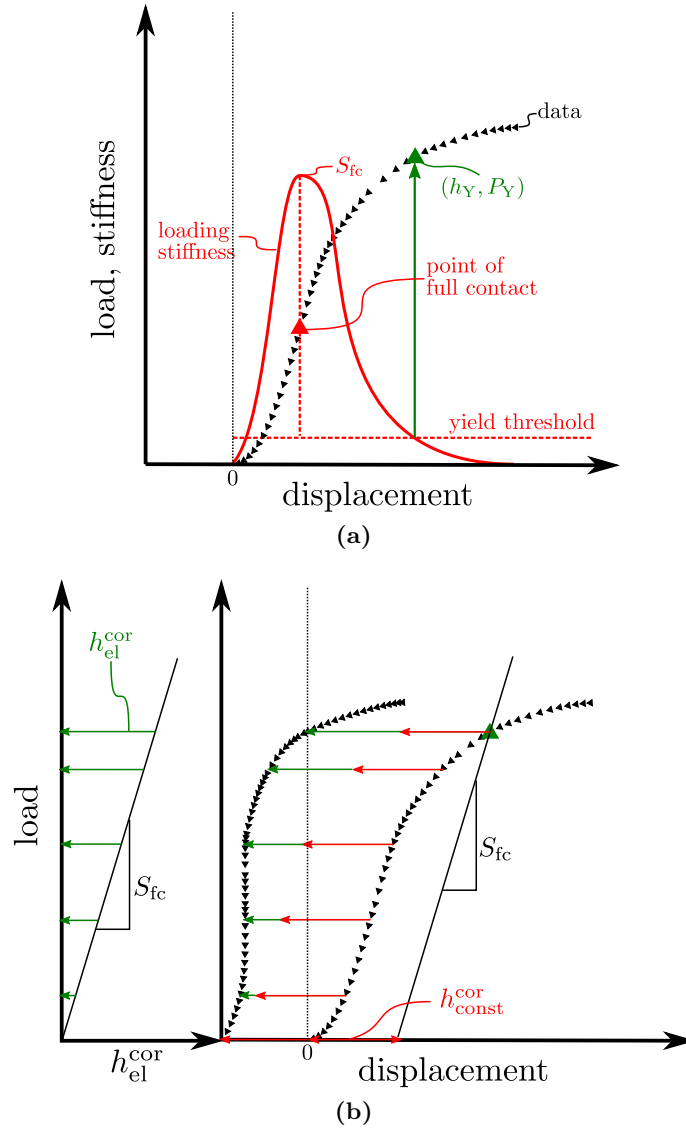 load, stiffness
data
S_fc
(h_Y, P_Y)
loading
stiffness
point of
full contact
yield threshold
0
displacement
(a)
h_el^cor
load
S_fc
S_fc
h_const^cor
0
h_el^cor
displacement
(b)